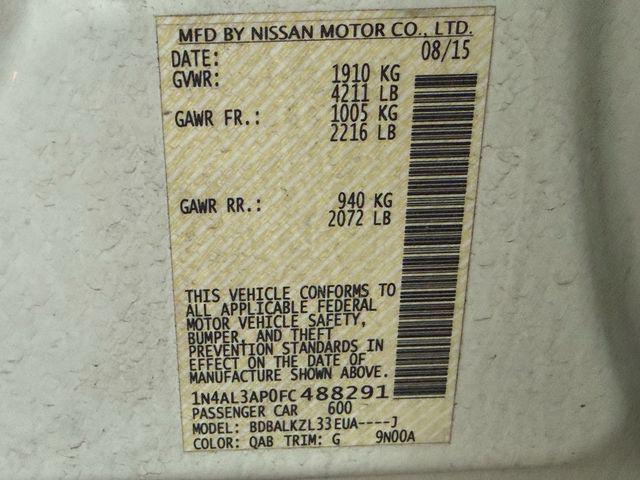 MFD BY NISSAN MOTOR CO., LTD.
DATE: 08/15
GVWR: 1910 KG
4211 LB
GAWR FR.: 1005 KG
2216 LB
GAWR RR.: 940 KG
2072 LB
THIS VEHICLE CONFORMS TO
ALL APPLICABLE FEDERAL
MOTOR VEHICLE SAFETY,
BUMPER, AND THEFT
PREVENTION STANDARDS IN
EFFECT ON THE DATE OF
MANUFACTURE SHOWN ABOVE.
1N4AL3AP0FC488291
PASSENGER CAR 600
MODEL: BDBALKZL33EUA----J
COLOR: QAB TRIM: G 9N00A